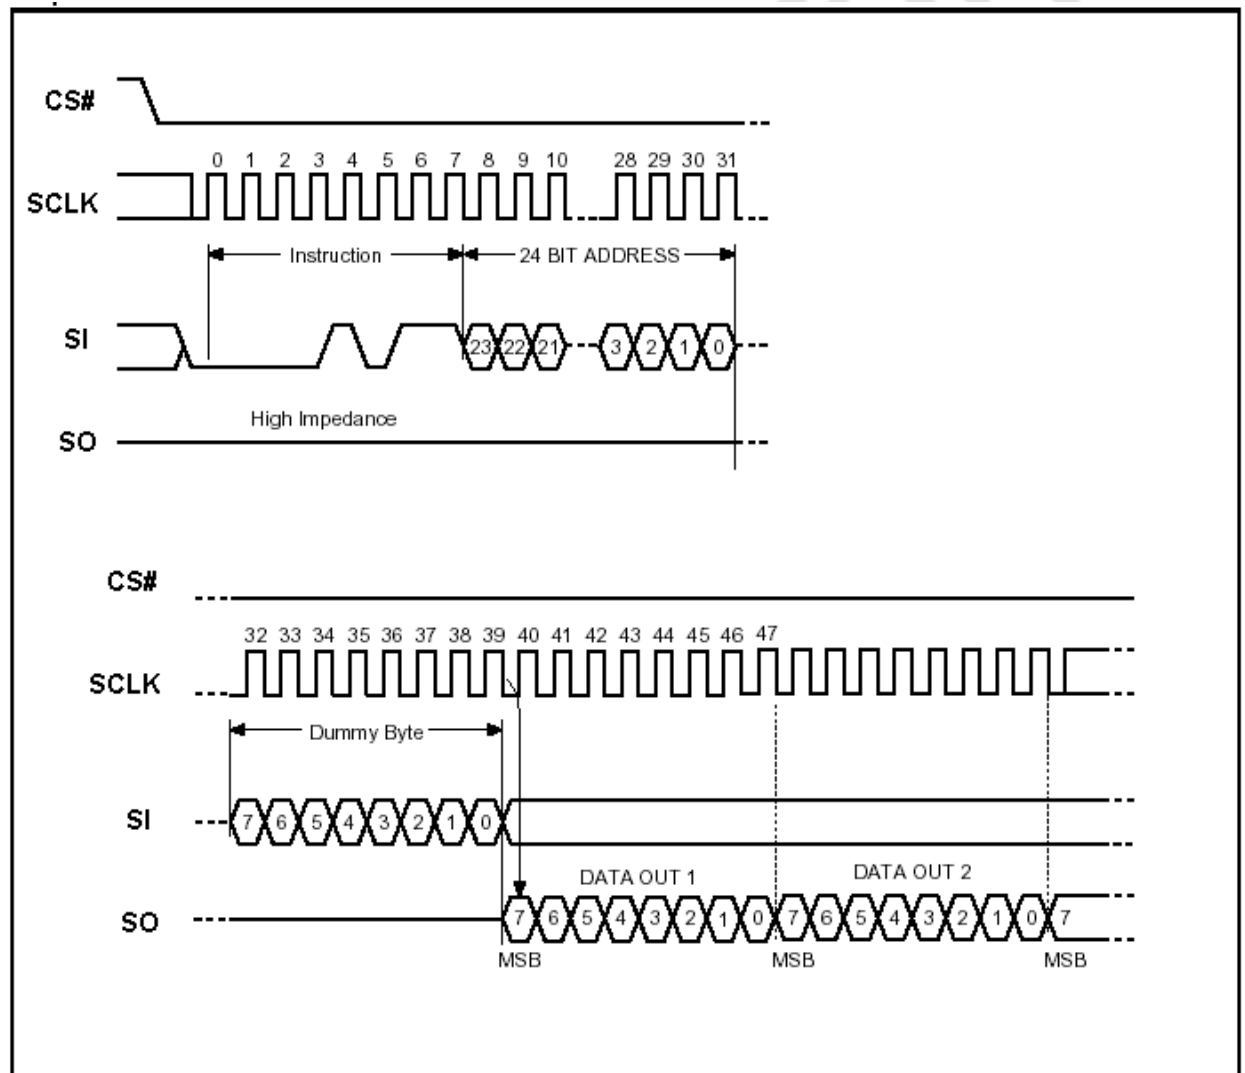 CS#
0 1 2 3 4 5 6 7 8 9 10 28 29 30 31
SCLK
Instruction 24 BIT ADDRESS
SI
23 22 21 3 2 1 0
High Impedance
SO
CS#
32 33 34 35 36 37 38 39 40 41 42 43 44 45 46 47
SCLK
Dummy Byte
SI
7 6 5 4 3 2 1 0
DATA OUT 1 DATA OUT 2
SO
7 6 5 4 3 2 1 0 7 6 5 4 3 2 1 0 7
MSB MSB MSB